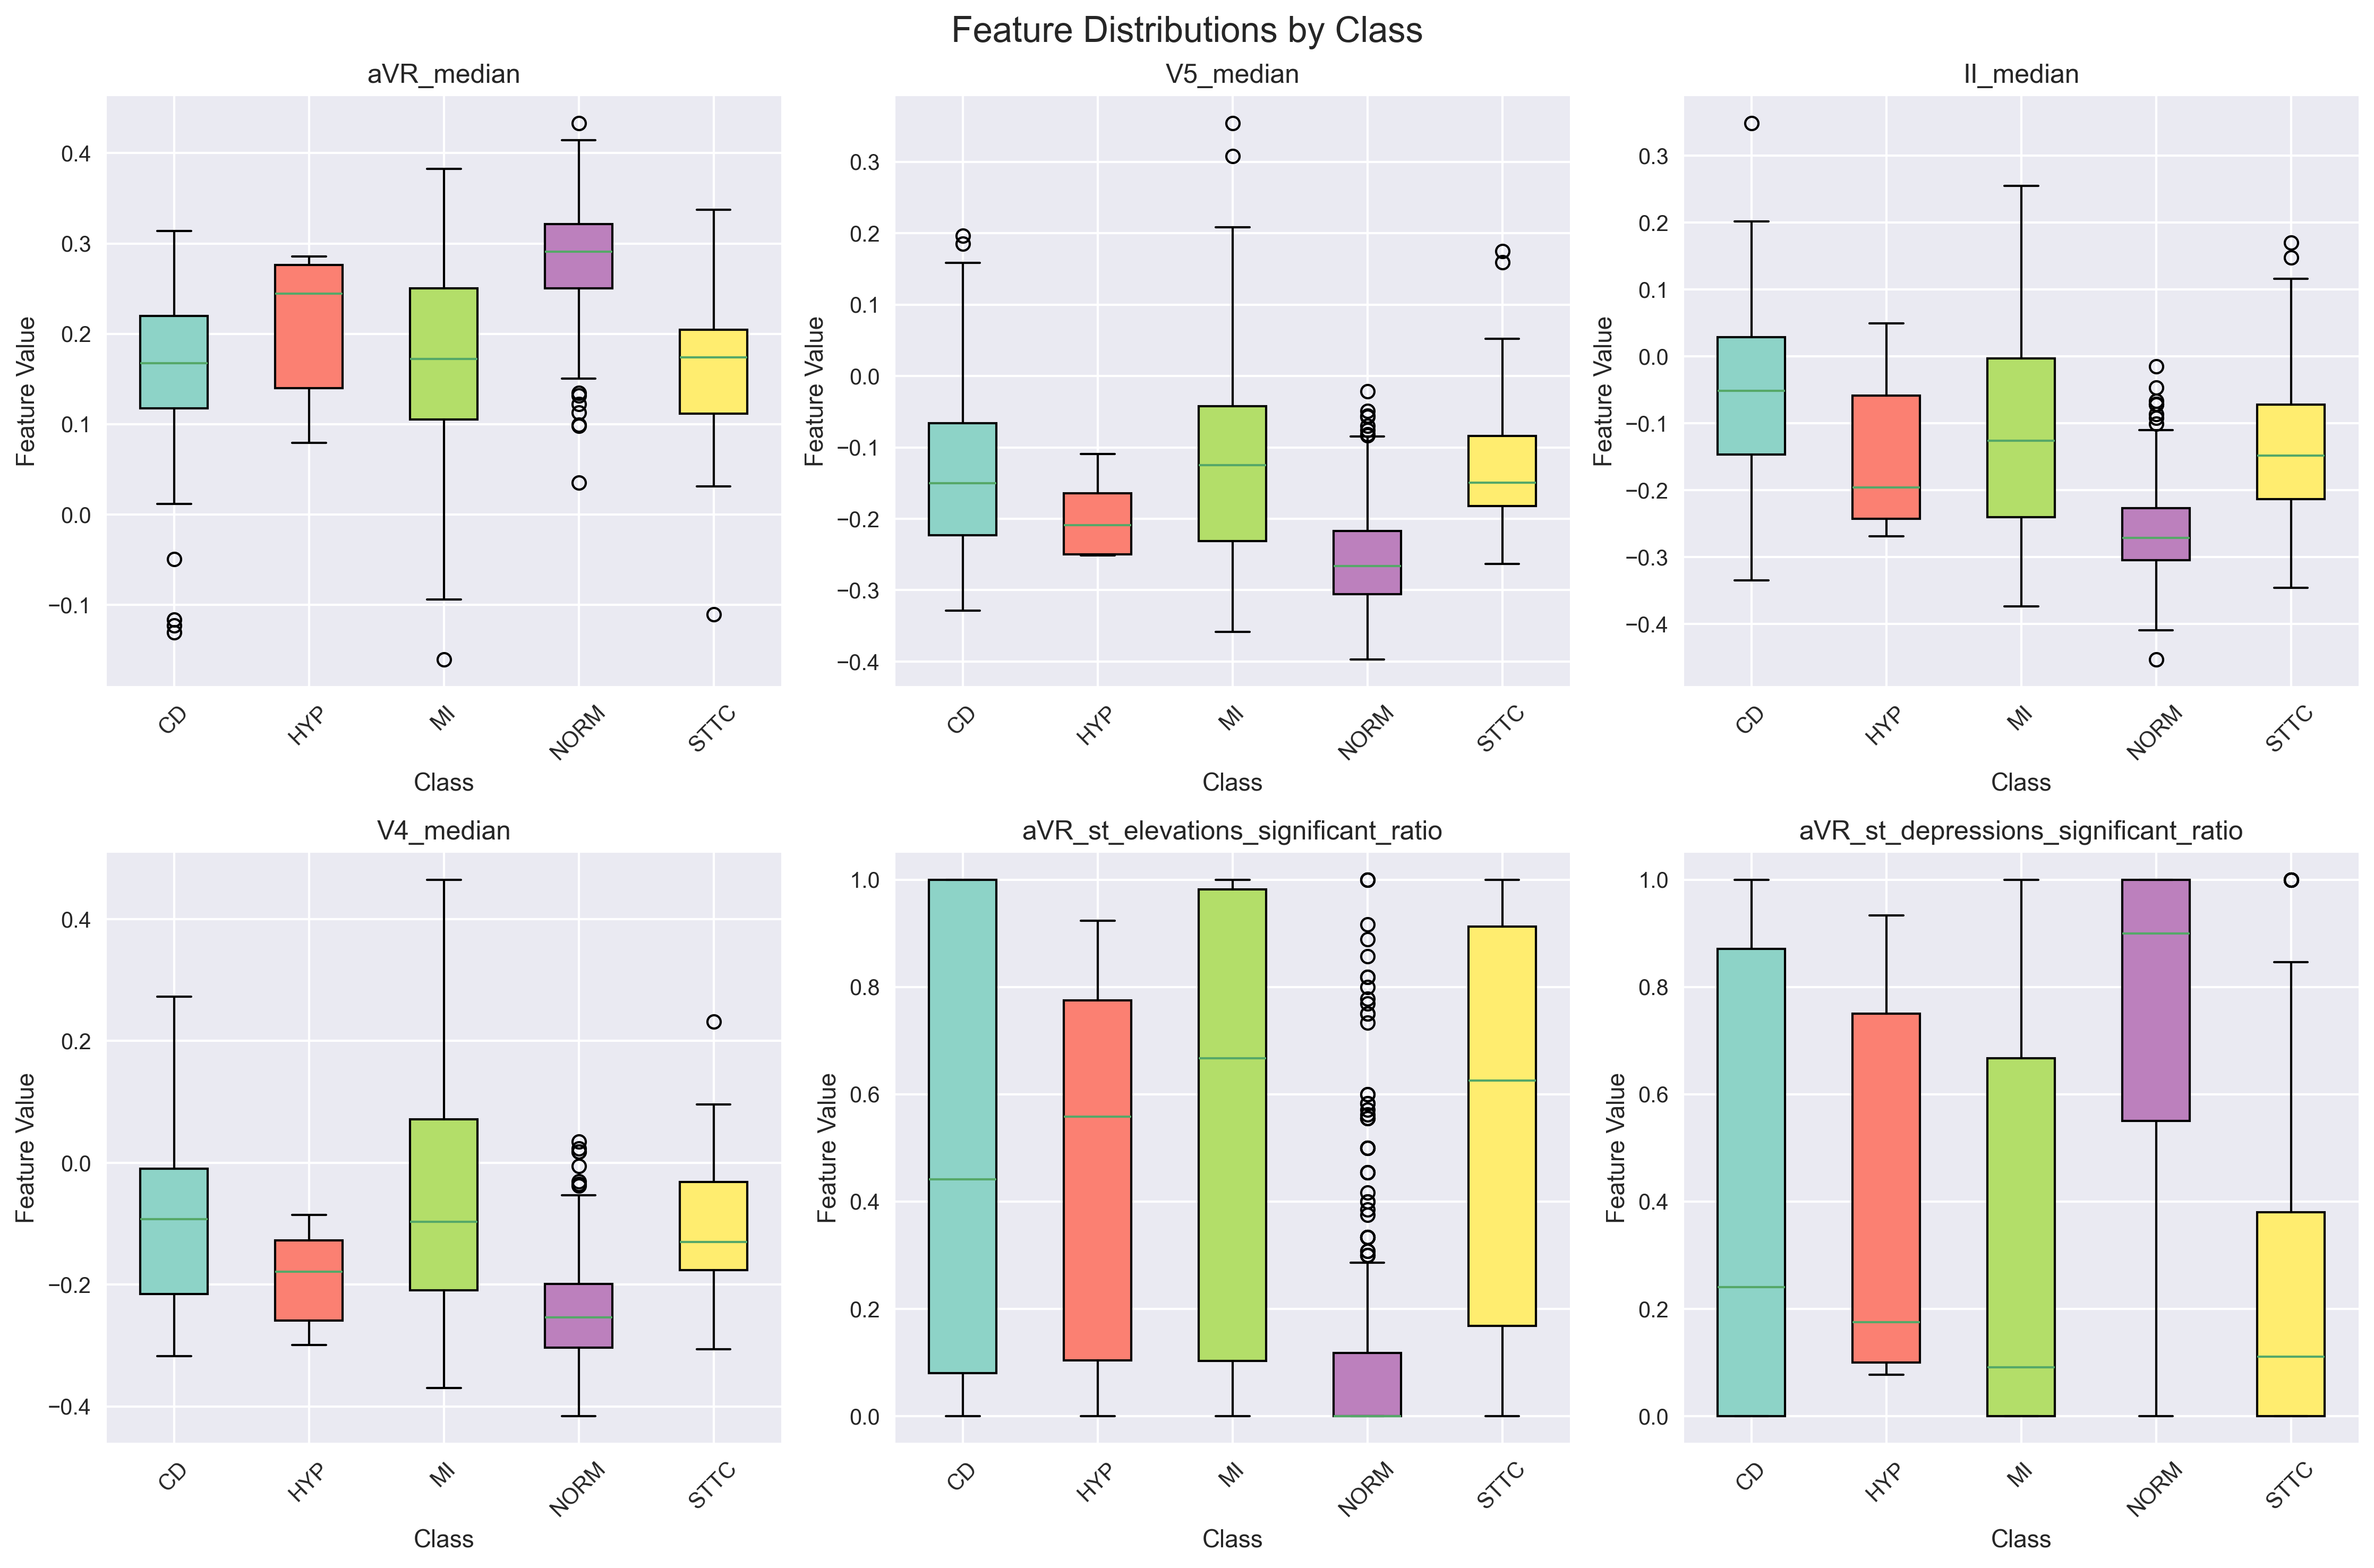 Feature Distributions by Class
aVR_median
V5_median
II_median
Feature Value
0.4
0.3
0.2
0.1
0.0
−0.1
CD
HYP
MI
NORM
STTC
Class
Feature Value
0.3
0.2
0.1
0.0
−0.1
−0.2
−0.3
−0.4
CD
HYP
MI
NORM
STTC
Class
Feature Value
0.3
0.2
0.1
0.0
−0.1
−0.2
−0.3
−0.4
CD
HYP
MI
NORM
STTC
Class
V4_median
aVR_st_elevations_significant_ratio
aVR_st_depressions_significant_ratio
Feature Value
0.4
0.2
0.0
−0.2
−0.4
CD
HYP
MI
NORM
STTC
Class
Feature Value
1.0
0.8
0.6
0.4
0.2
0.0
CD
HYP
MI
NORM
STTC
Class
Feature Value
1.0
0.8
0.6
0.4
0.2
0.0
CD
HYP
MI
NORM
STTC
Class